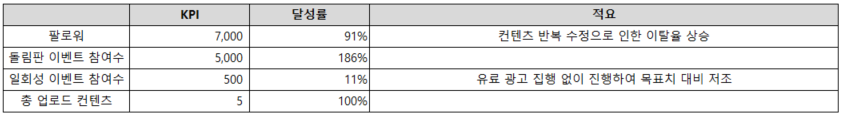 KPI 달성률 적요
팔로워 7,000 91% 컨텐츠 반복 수정으로 인한 이탈율 상승
돌림판 이벤트 참여수 5,000 186%
일회성 이벤트 참여수 500 11% 유료 광고 집행 없이 진행하여 목표치 대비 저조
총 업로드 컨텐츠 5 100%